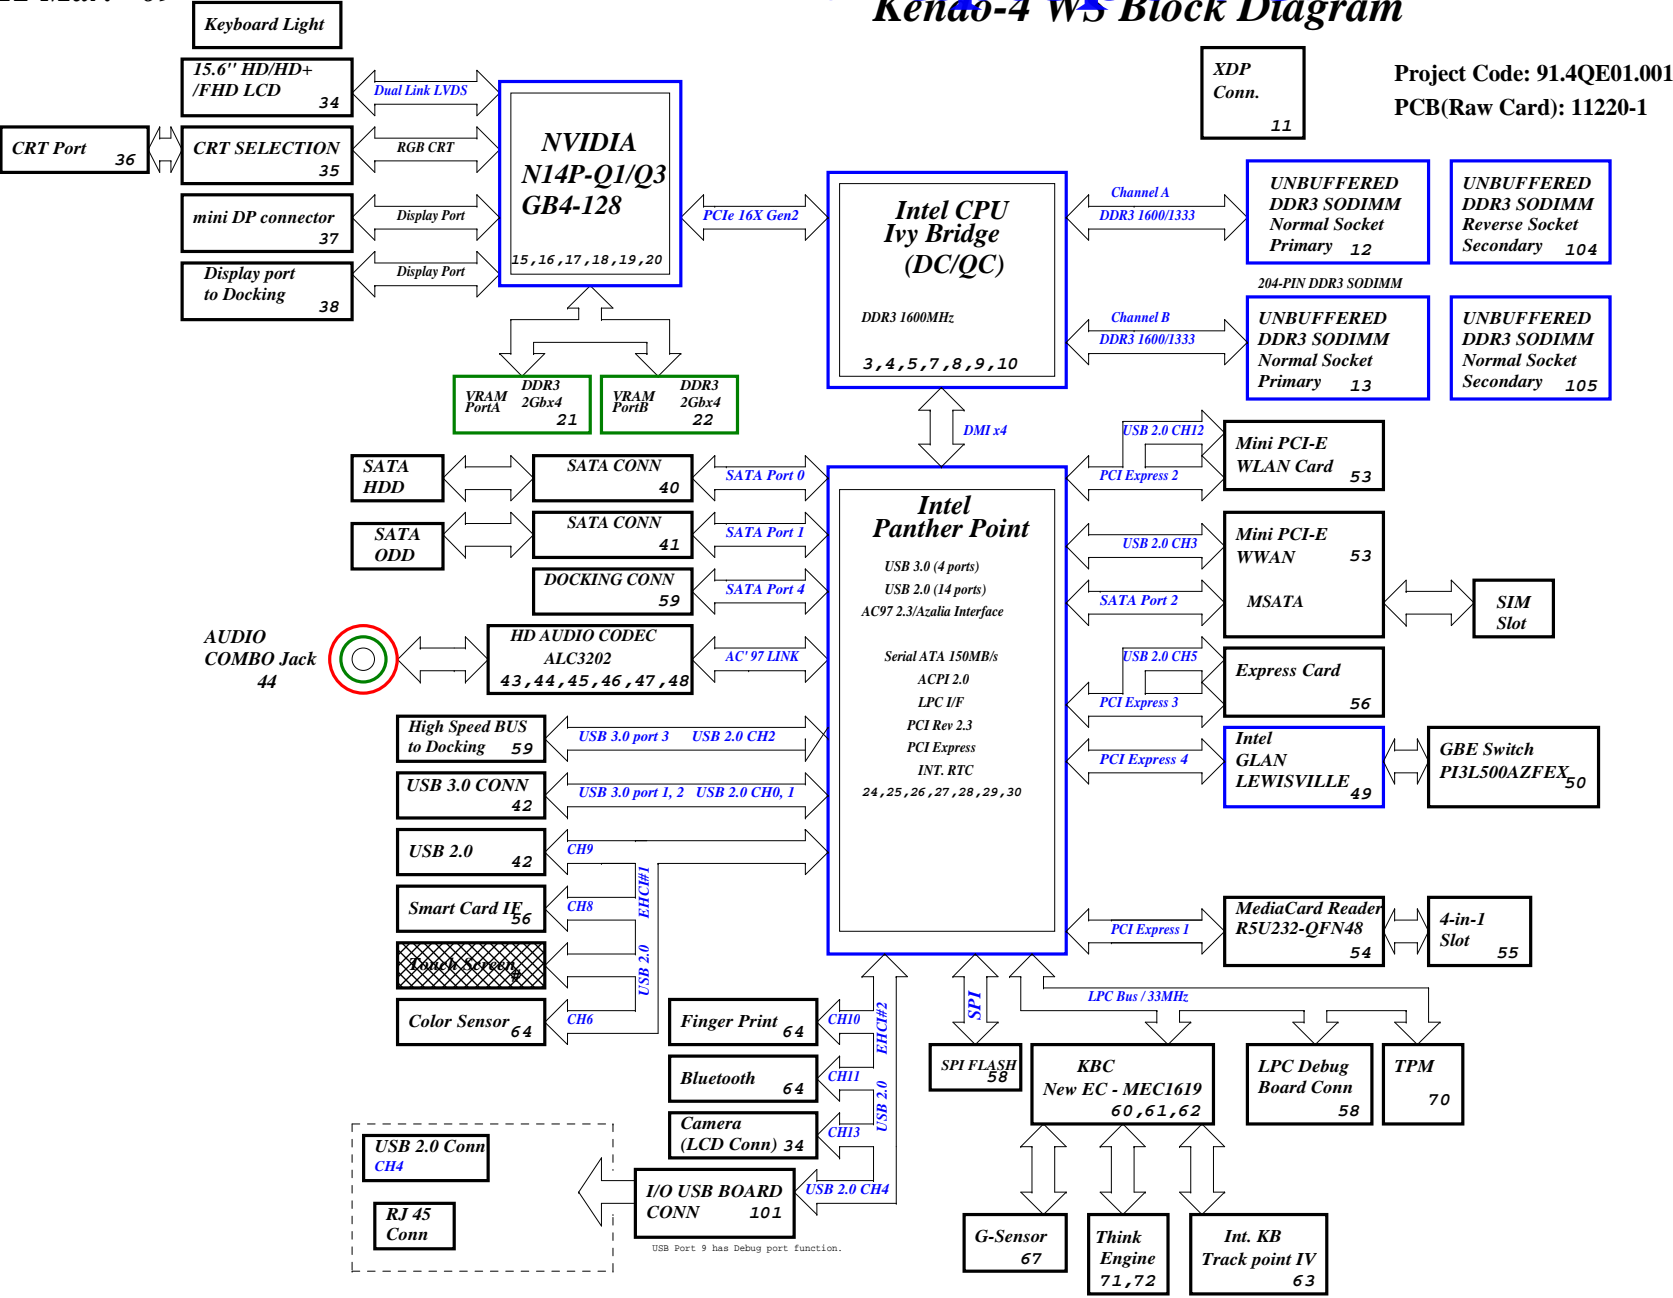 Kendo-4 WS Block Diagram
Keyboard Light
15.6" HD/HD+
/FHD LCD
34
Dual Link LVDS
CRT Port
36
CRT SELECTION
35
RGB CRT
mini DP connector
37
Display Port
Display port
to Docking
38
Display Port
NVIDIA
N14P-Q1/Q3
GB4-128
15,16,17,18,19,20
PCIe 16X Gen2
VRAM
PortA
DDR3
2Gbx4
21
VRAM
PortB
DDR3
2Gbx4
22
Intel CPU
Ivy Bridge
(DC/QC)
DDR3 1600MHz
3,4,5,7,8,9,10
XDP
Conn.
11
Project Code: 91.4QE01.001
PCB(Raw Card): 11220-1
Channel A
DDR3 1600/1333
UNBUFFERED
DDR3 SODIMM
Normal Socket
Primary
12
UNBUFFERED
DDR3 SODIMM
Reverse Socket
Secondary
104
204-PIN DDR3 SODIMM
Channel B
DDR3 1600/1333
UNBUFFERED
DDR3 SODIMM
Normal Socket
Primary
13
UNBUFFERED
DDR3 SODIMM
Normal Socket
Secondary
105
DMI x4
SATA
HDD
SATA CONN
40
SATA Port 0
SATA
ODD
SATA CONN
41
SATA Port 1
DOCKING CONN
59
SATA Port 4
AUDIO
COMBO Jack
44
HD AUDIO CODEC
ALC3202
43,44,45,46,47,48
AC' 97 LINK
High Speed BUS
to Docking
59
USB 3.0 port 3 USB 2.0 CH2
USB 3.0 CONN
42
USB 3.0 port 1, 2 USB 2.0 CH0, 1
USB 2.0
42
CH9
Smart Card IF
56
CH8
Touch Screen
#
Color Sensor
64
CH6
USB 2.0 EHCI#1
Intel
Panther Point
USB 3.0 (4 ports)
USB 2.0 (14 ports)
AC97 2.3/Azalia Interface
Serial ATA 150MB/s
ACPI 2.0
LPC I/F
PCI Rev 2.3
PCI Express
INT. RTC
24,25,26,27,28,29,30
USB 2.0 CH12
PCI Express 2
Mini PCI-E
WLAN Card
53
USB 2.0 CH3
Mini PCI-E
WWAN
53
SATA Port 2
MSATA
SIM
Slot
USB 2.0 CH5
PCI Express 3
Express Card
56
PCI Express 4
Intel
GLAN
LEWISVILLE
49
GBE Switch
PI3L500AZFEX
50
PCI Express 1
MediaCard Reader
R5U232-QFN48
54
4-in-1
Slot
55
Finger Print
64
CH10
Bluetooth
64
CH11
Camera
(LCD Conn)
34
CH13
USB 2.0 EHCI#2
I/O USB BOARD
CONN
101
USB 2.0 CH4
USB Port 9 has Debug port function.
USB 2.0 Conn
CH4
RJ 45
Conn
SPI
SPI FLASH
58
LPC Bus / 33MHz
KBC
New EC - MEC1619
60,61,62
LPC Debug
Board Conn
58
TPM
70
G-Sensor
67
Think
Engine
71,72
Int. KB
Track point IV
63